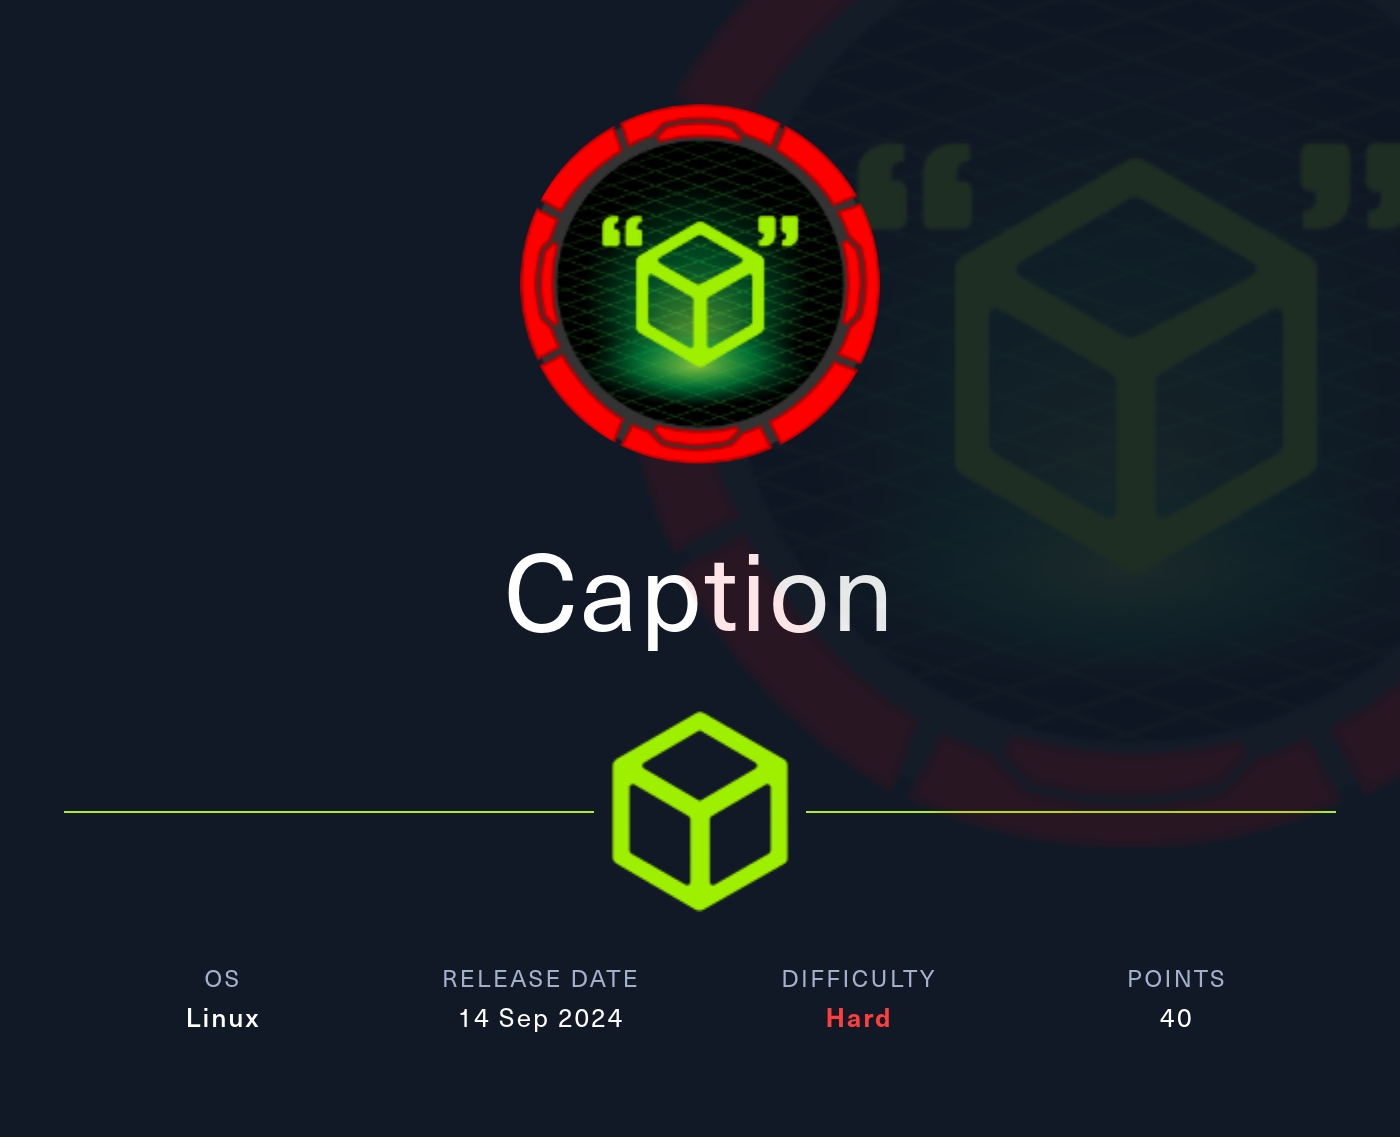 “ ”
Caption
OS
Linux
RELEASE DATE
14 Sep 2024
DIFFICULTY
Hard
POINTS
40